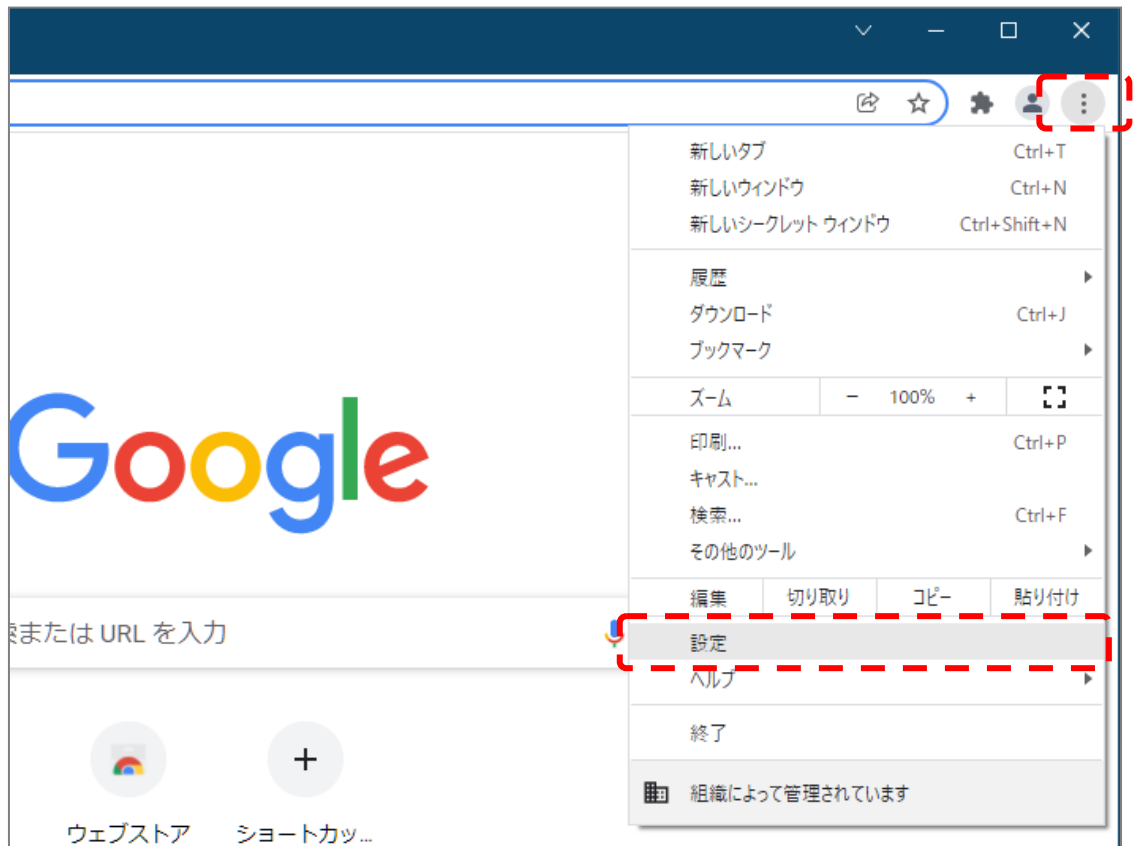 新しいタブ Ctrl+T
新しいウィンドウ Ctrl+N
新しいシークレット ウィンドウ Ctrl+Shift+N
履歴
ダウンロード Ctrl+J
ブックマーク
ズーム － 100% +
印刷... Ctrl+P
キャスト...
検索... Ctrl+F
その他のツール
編集 切り取り コピー 貼り付け
設定
ヘルプ
終了
組織によって管理されています
Google
索または URL を入力
ウェブストア ショートカッ...